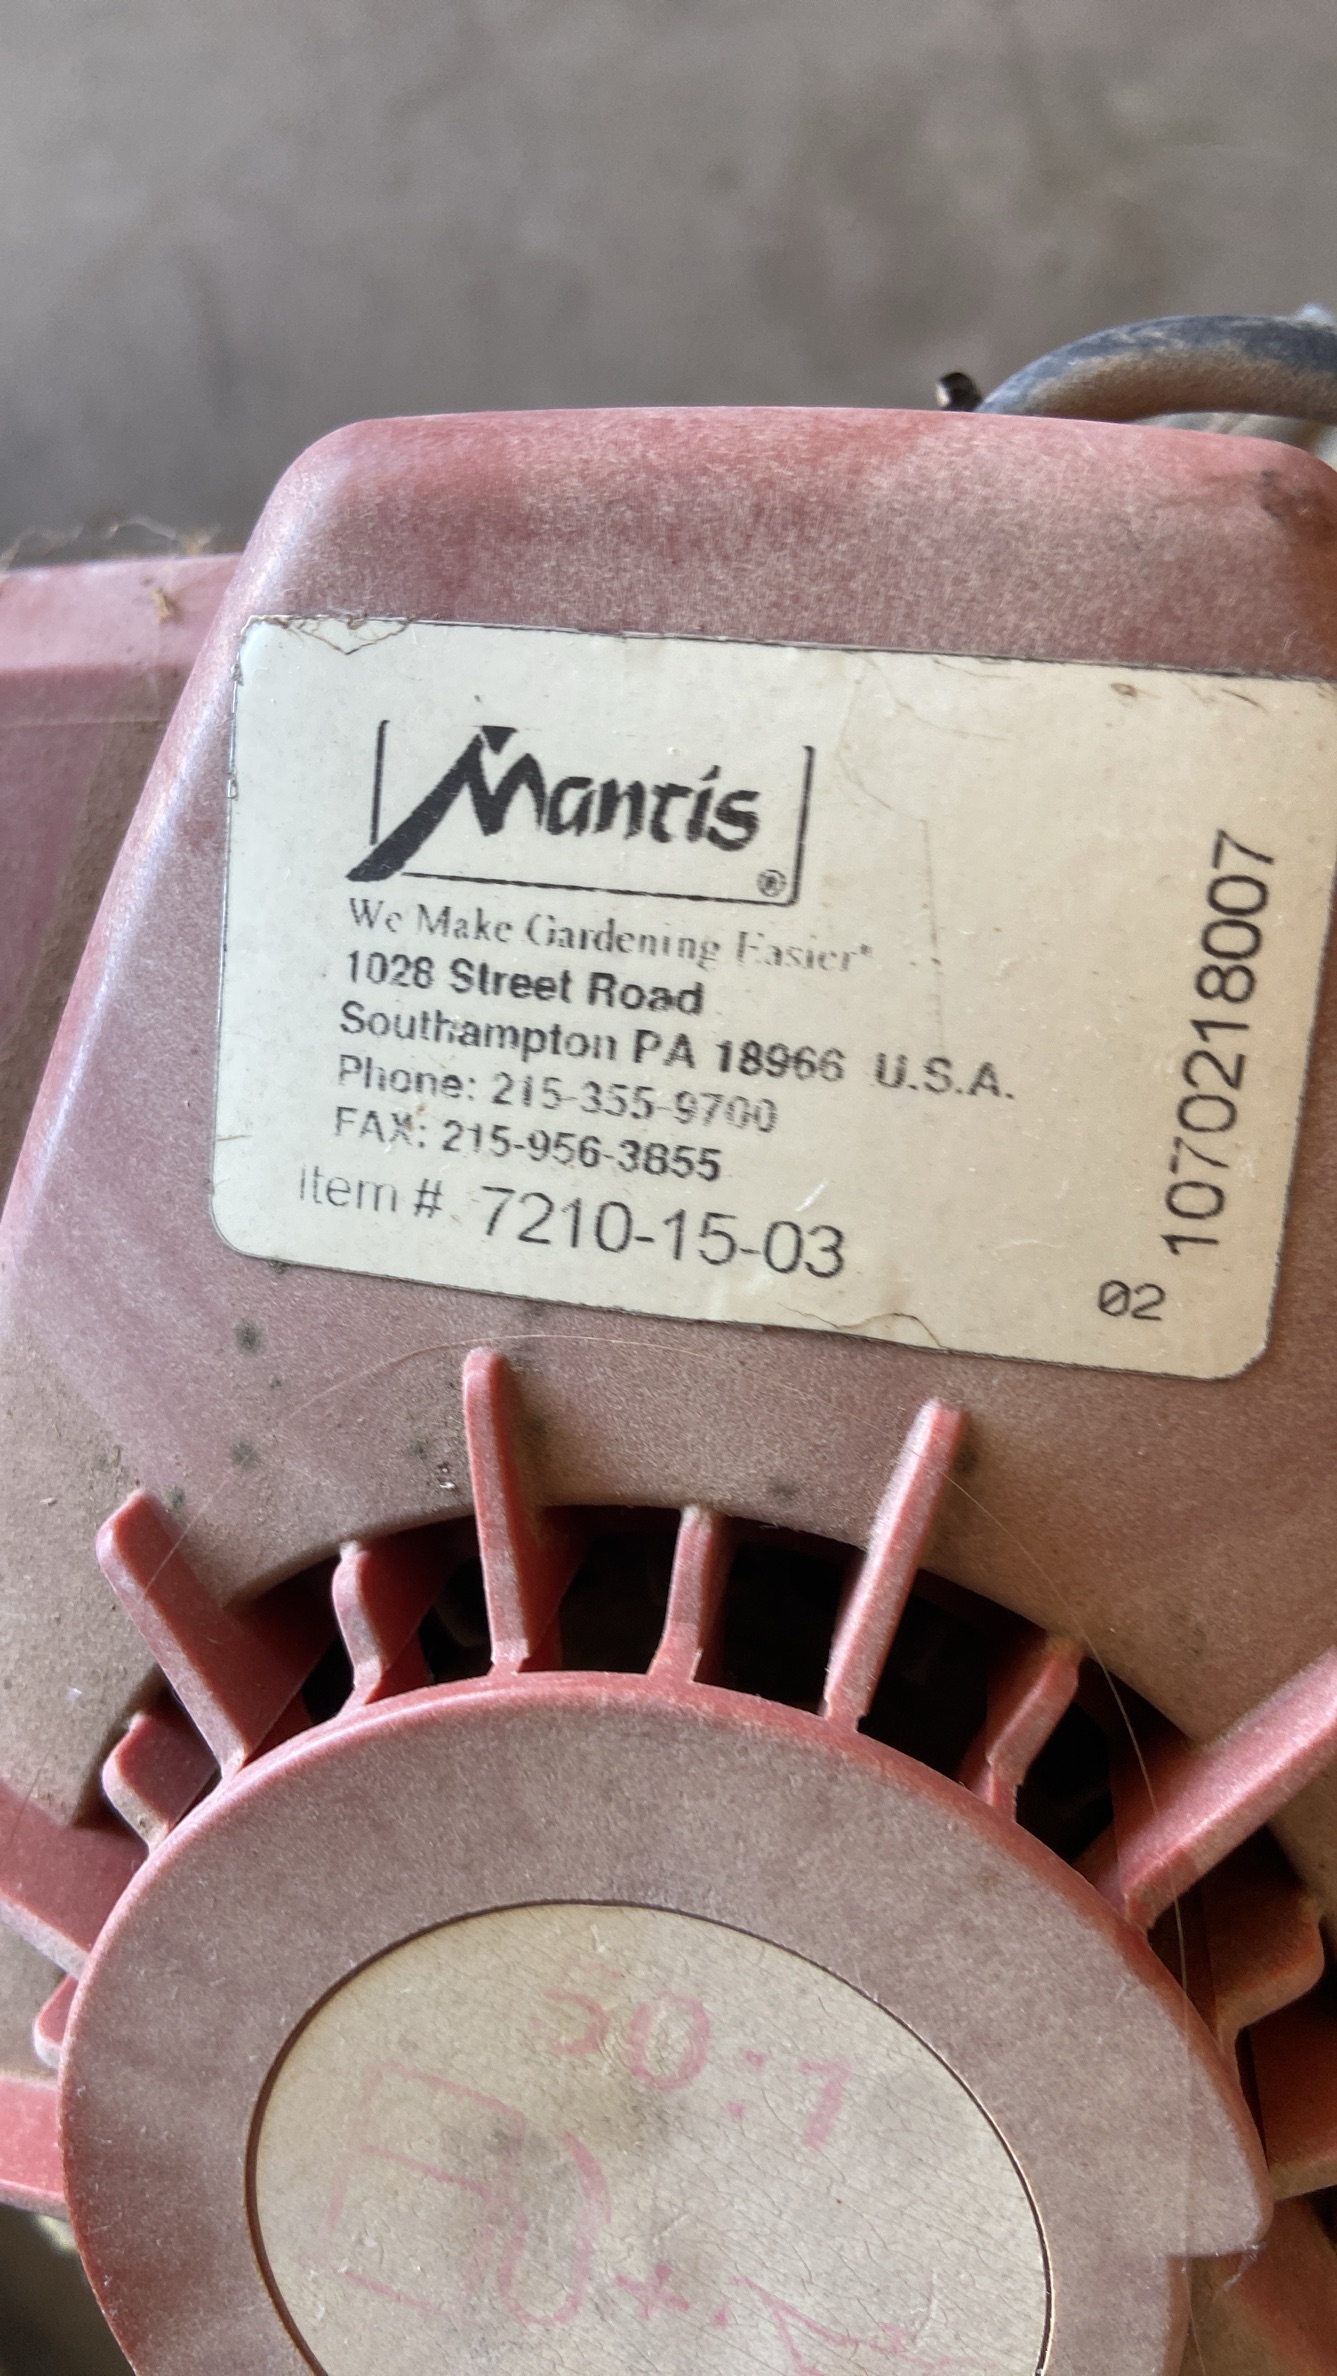 Mantis®
We Make Gardening Easier®
1028 Street Road
Southampton PA 18966 U.S.A.
Phone: 215-355-9700
FAX: 215-956-3855
Item # 7210-15-03
1070218007
02
50:1